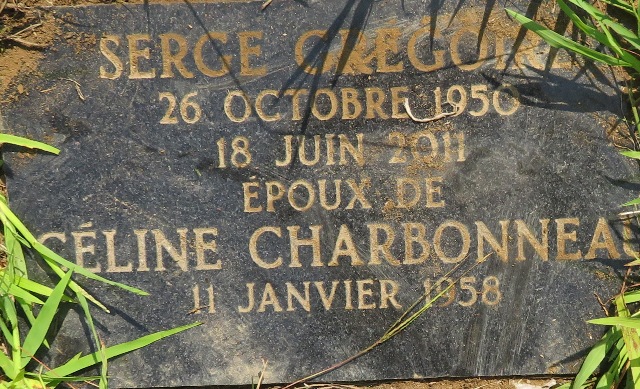 SERGE GRÉGOIRE
26 OCTOBRE 1950
18 JUIN 2011
ÉPOUX DE
CÉLINE CHARBONNEAU
11 JANVIER 1958